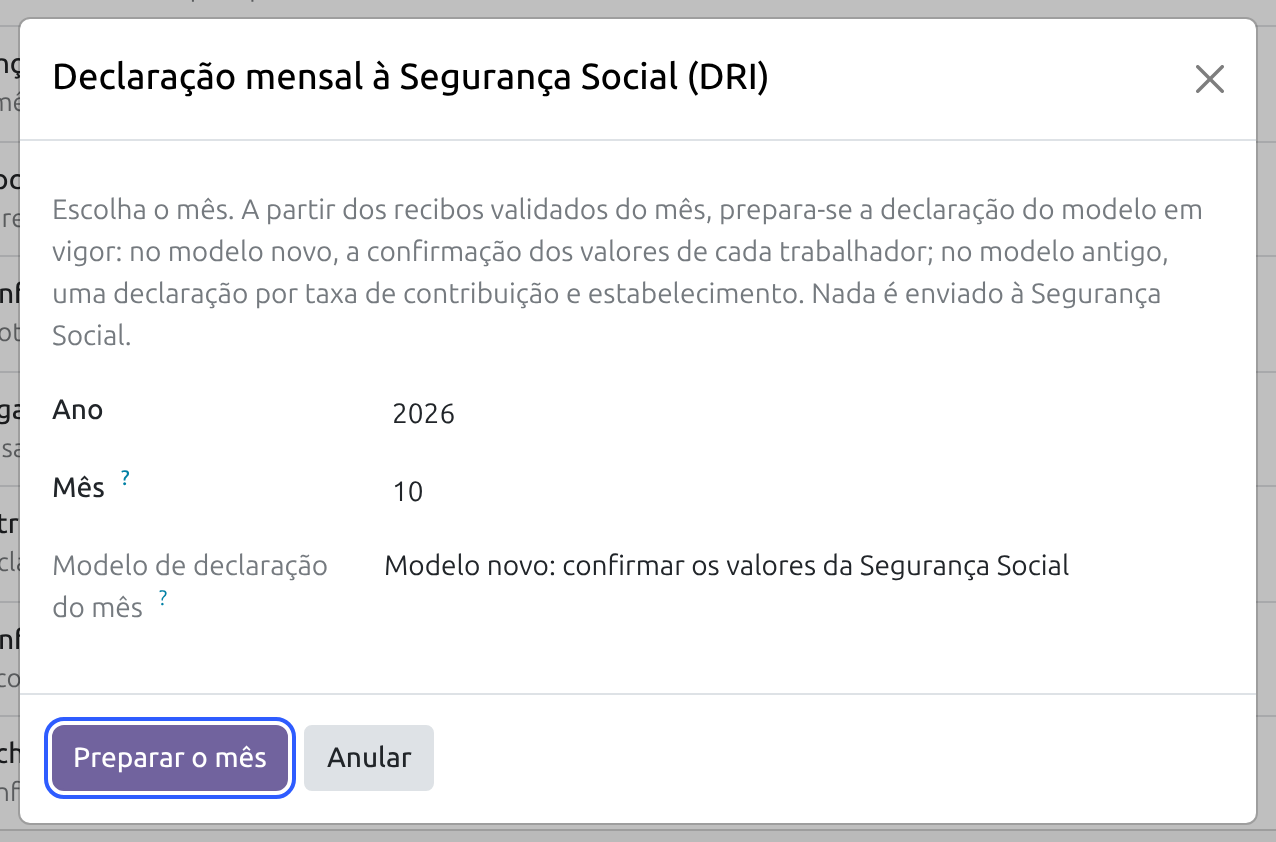 Declaração mensal à Segurança Social (DRI)
Escolha o mês. A partir dos recibos validados do mês, prepara-se a declaração do modelo em
vigor: no modelo novo, a confirmação dos valores de cada trabalhador; no modelo antigo,
uma declaração por taxa de contribuição e estabelecimento. Nada é enviado à Segurança
Social.
Ano
2026
Mês ?
10
Modelo de declaração
do mês ?
Modelo novo: confirmar os valores da Segurança Social
Preparar o mês
Anular